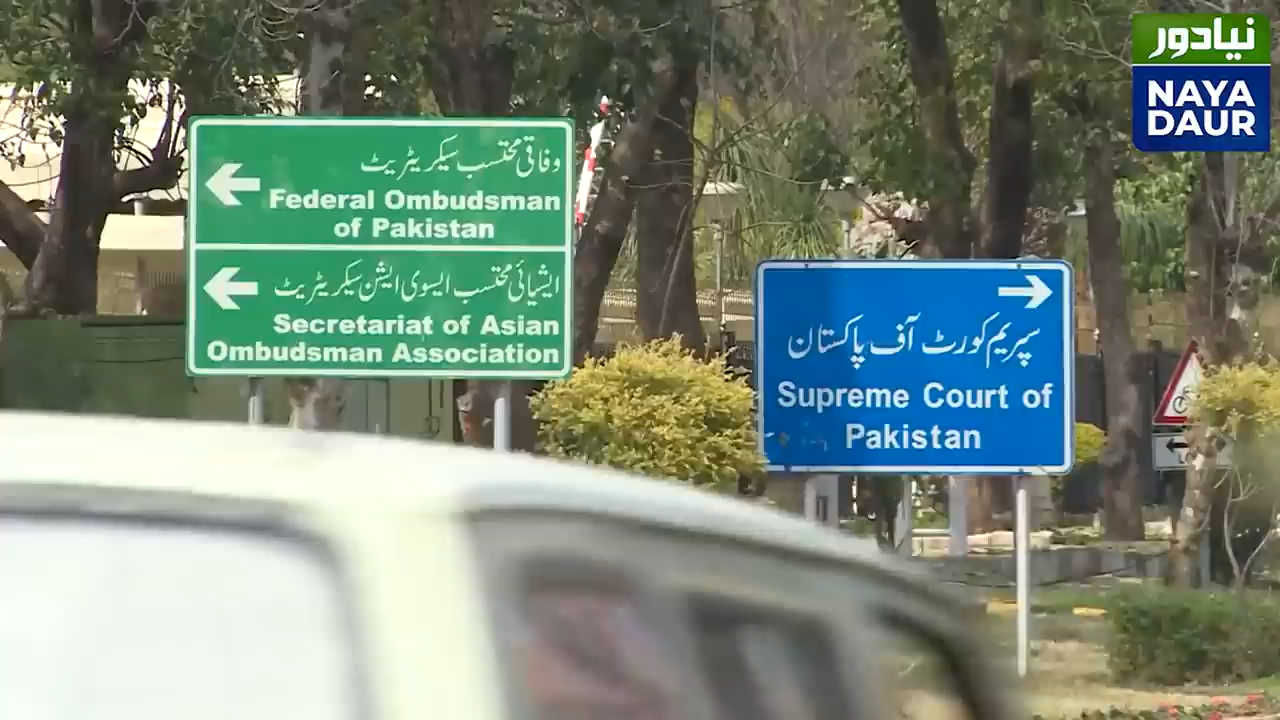 وفاقی محتسب سیکریٹریٹ
Federal Ombudsman
of Pakistan
ایشیائی محتسب ایسوی ایشن سیکریٹریٹ
Secretariat of Asian
Ombudsman Association
سپریم کورٹ آف پاکستان
Supreme Court of
Pakistan
نیادور
NAYA
DAUR